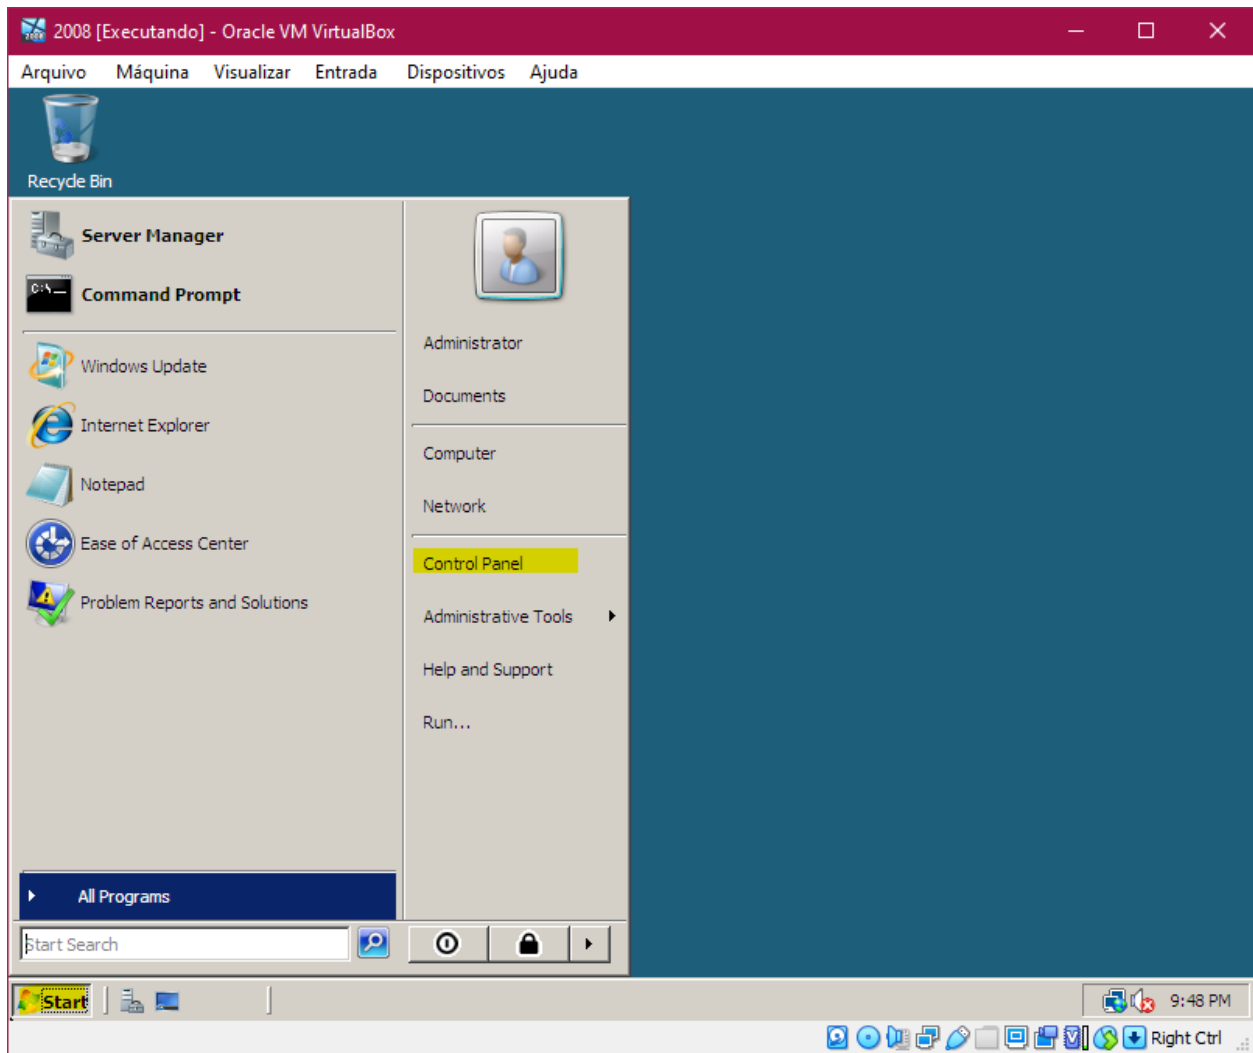 2008 [Executando] - Oracle VM VirtualBox
Arquivo Máquina Visualizar Entrada Dispositivos Ajuda
Recycle Bin
Server Manager
Command Prompt
Windows Update
Internet Explorer
Notepad
Ease of Access Center
Problem Reports and Solutions
All Programs
Start Search
Administrator
Documents
Computer
Network
Control Panel
Administrative Tools
Help and Support
Run...
Start
9:48 PM
Right Ctrl